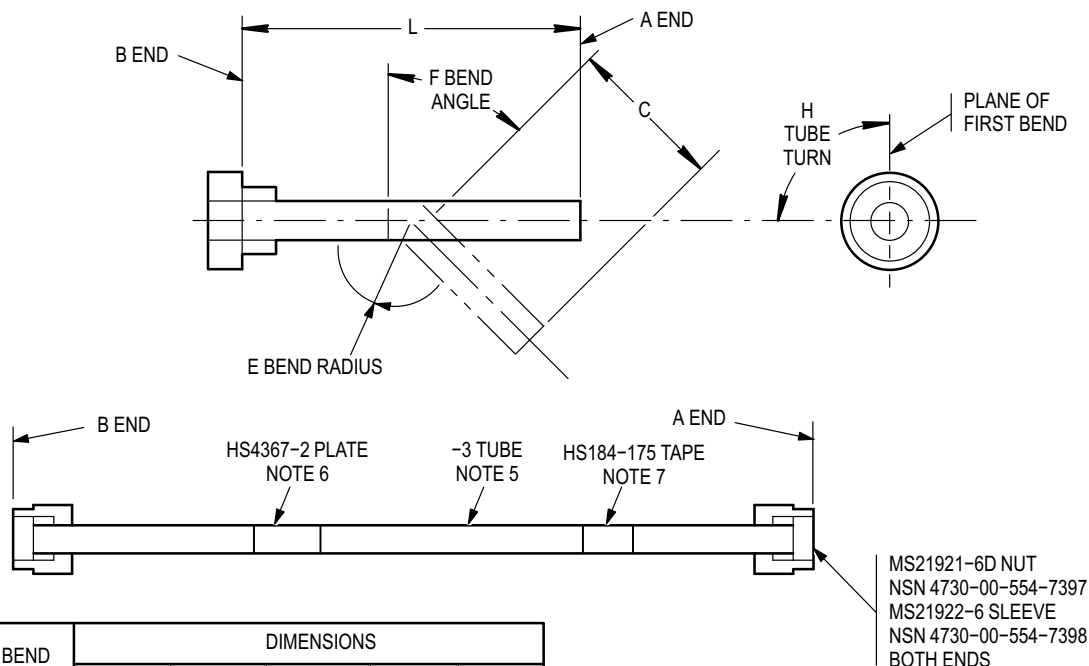 L
A END
B END
F BEND
ANGLE
C
H
TUBE
TURN
PLANE OF
FIRST BEND
E BEND RADIUS
B END
A END
HS4367−2 PLATE
NOTE 6
−3 TUBE
NOTE 5
HS184−175 TAPE
NOTE 7
MS21921−6D NUT
NSN 4730−00−554−7397
MS21922−6 SLEEVE
NSN 4730−00−554−7398
BOTH ENDS
BEND
DIMENSIONS